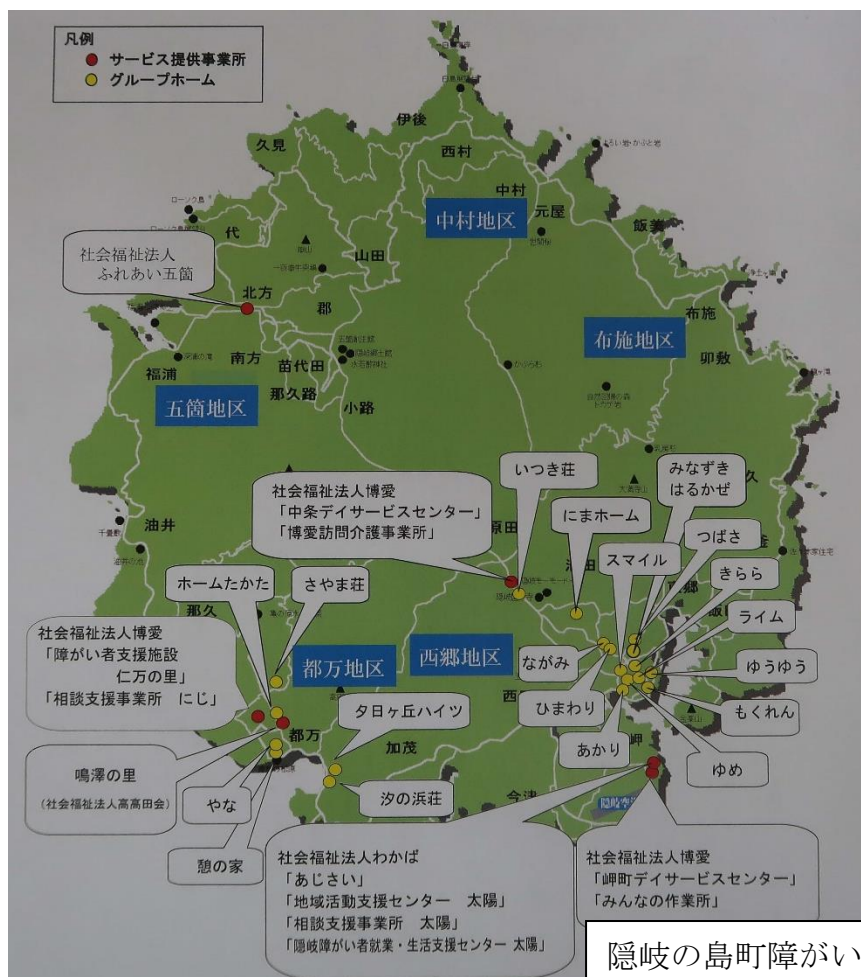 凡例
サービス提供事業所
グループホーム
伊後
久見
西村
中村
元屋
中村地区
飯美
代
山田
社会福祉法人
ふれあい五箇
北方
郡
布施
布施地区
卯敷
南方
苗代田
福浦
那久路
五箇地区
小路
いつき荘
みなずき
はるかぜ
社会福祉法人博愛
「中条デイサービスセンター」
「博愛訪問介護事業所」
原田
にまホーム
つばさ
油井
スマイル
きらら
ホームたかた
さやま荘
那久
ライム
社会福祉法人博愛
「障がい者支援施設
仁万の里」
「相談支援事業所 にじ」
都万地区
西郷地区
ながみ
ゆうゆう
ひまわり
もくれん
夕日ヶ丘ハイツ
都万
加茂
あかり
岬
ゆめ
鳴澤の里
(社会福祉法人高高田会)
やな
汐の浜荘
今津
憩の家
社会福祉法人わかば
「あじさい」
「地域活動支援センター 太陽」
「相談支援事業所 太陽」
「隠岐障がい者就業・生活支援センター 太陽」
社会福祉法人博愛
「岬町デイサービスセンター」
「みんなの作業所」
隠岐の島町障がい